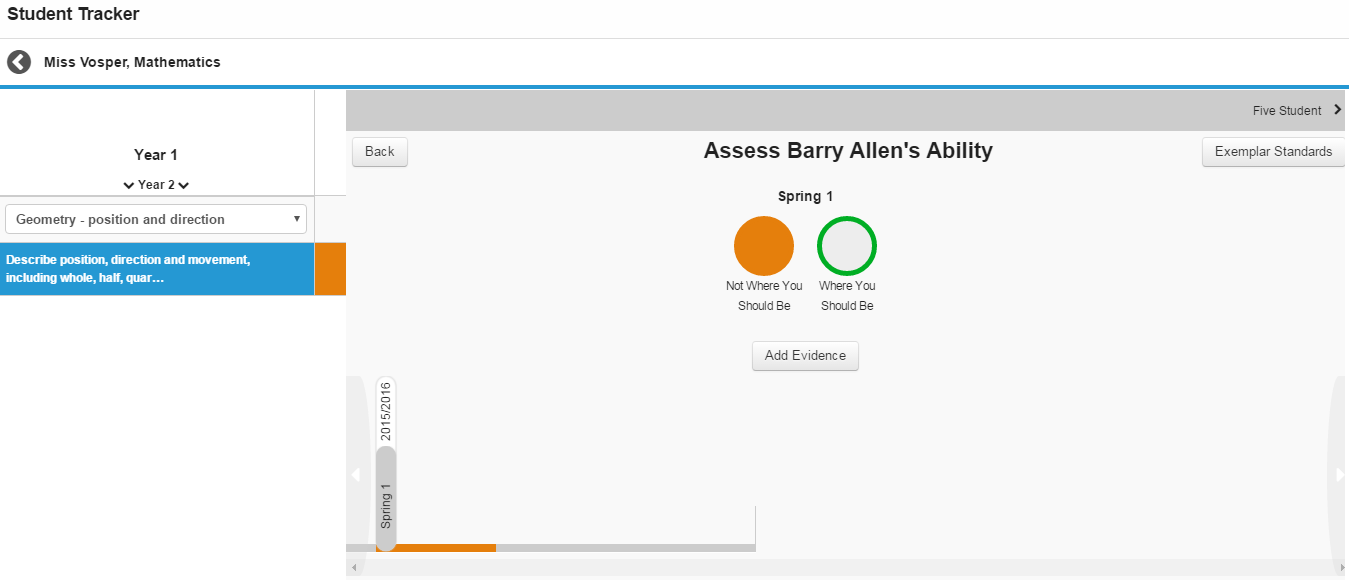 Student Tracker
Miss Vosper, Mathematics
Five Student
Year 1
Year 2
Back
Assess Barry Allen's Ability
Exemplar Standards
Spring 1
Geometry - position and direction
Describe position, direction and movement,
including whole, half, quar…
Not Where You
Should Be
Where You
Should Be
Add Evidence
2015/2016
Spring 1